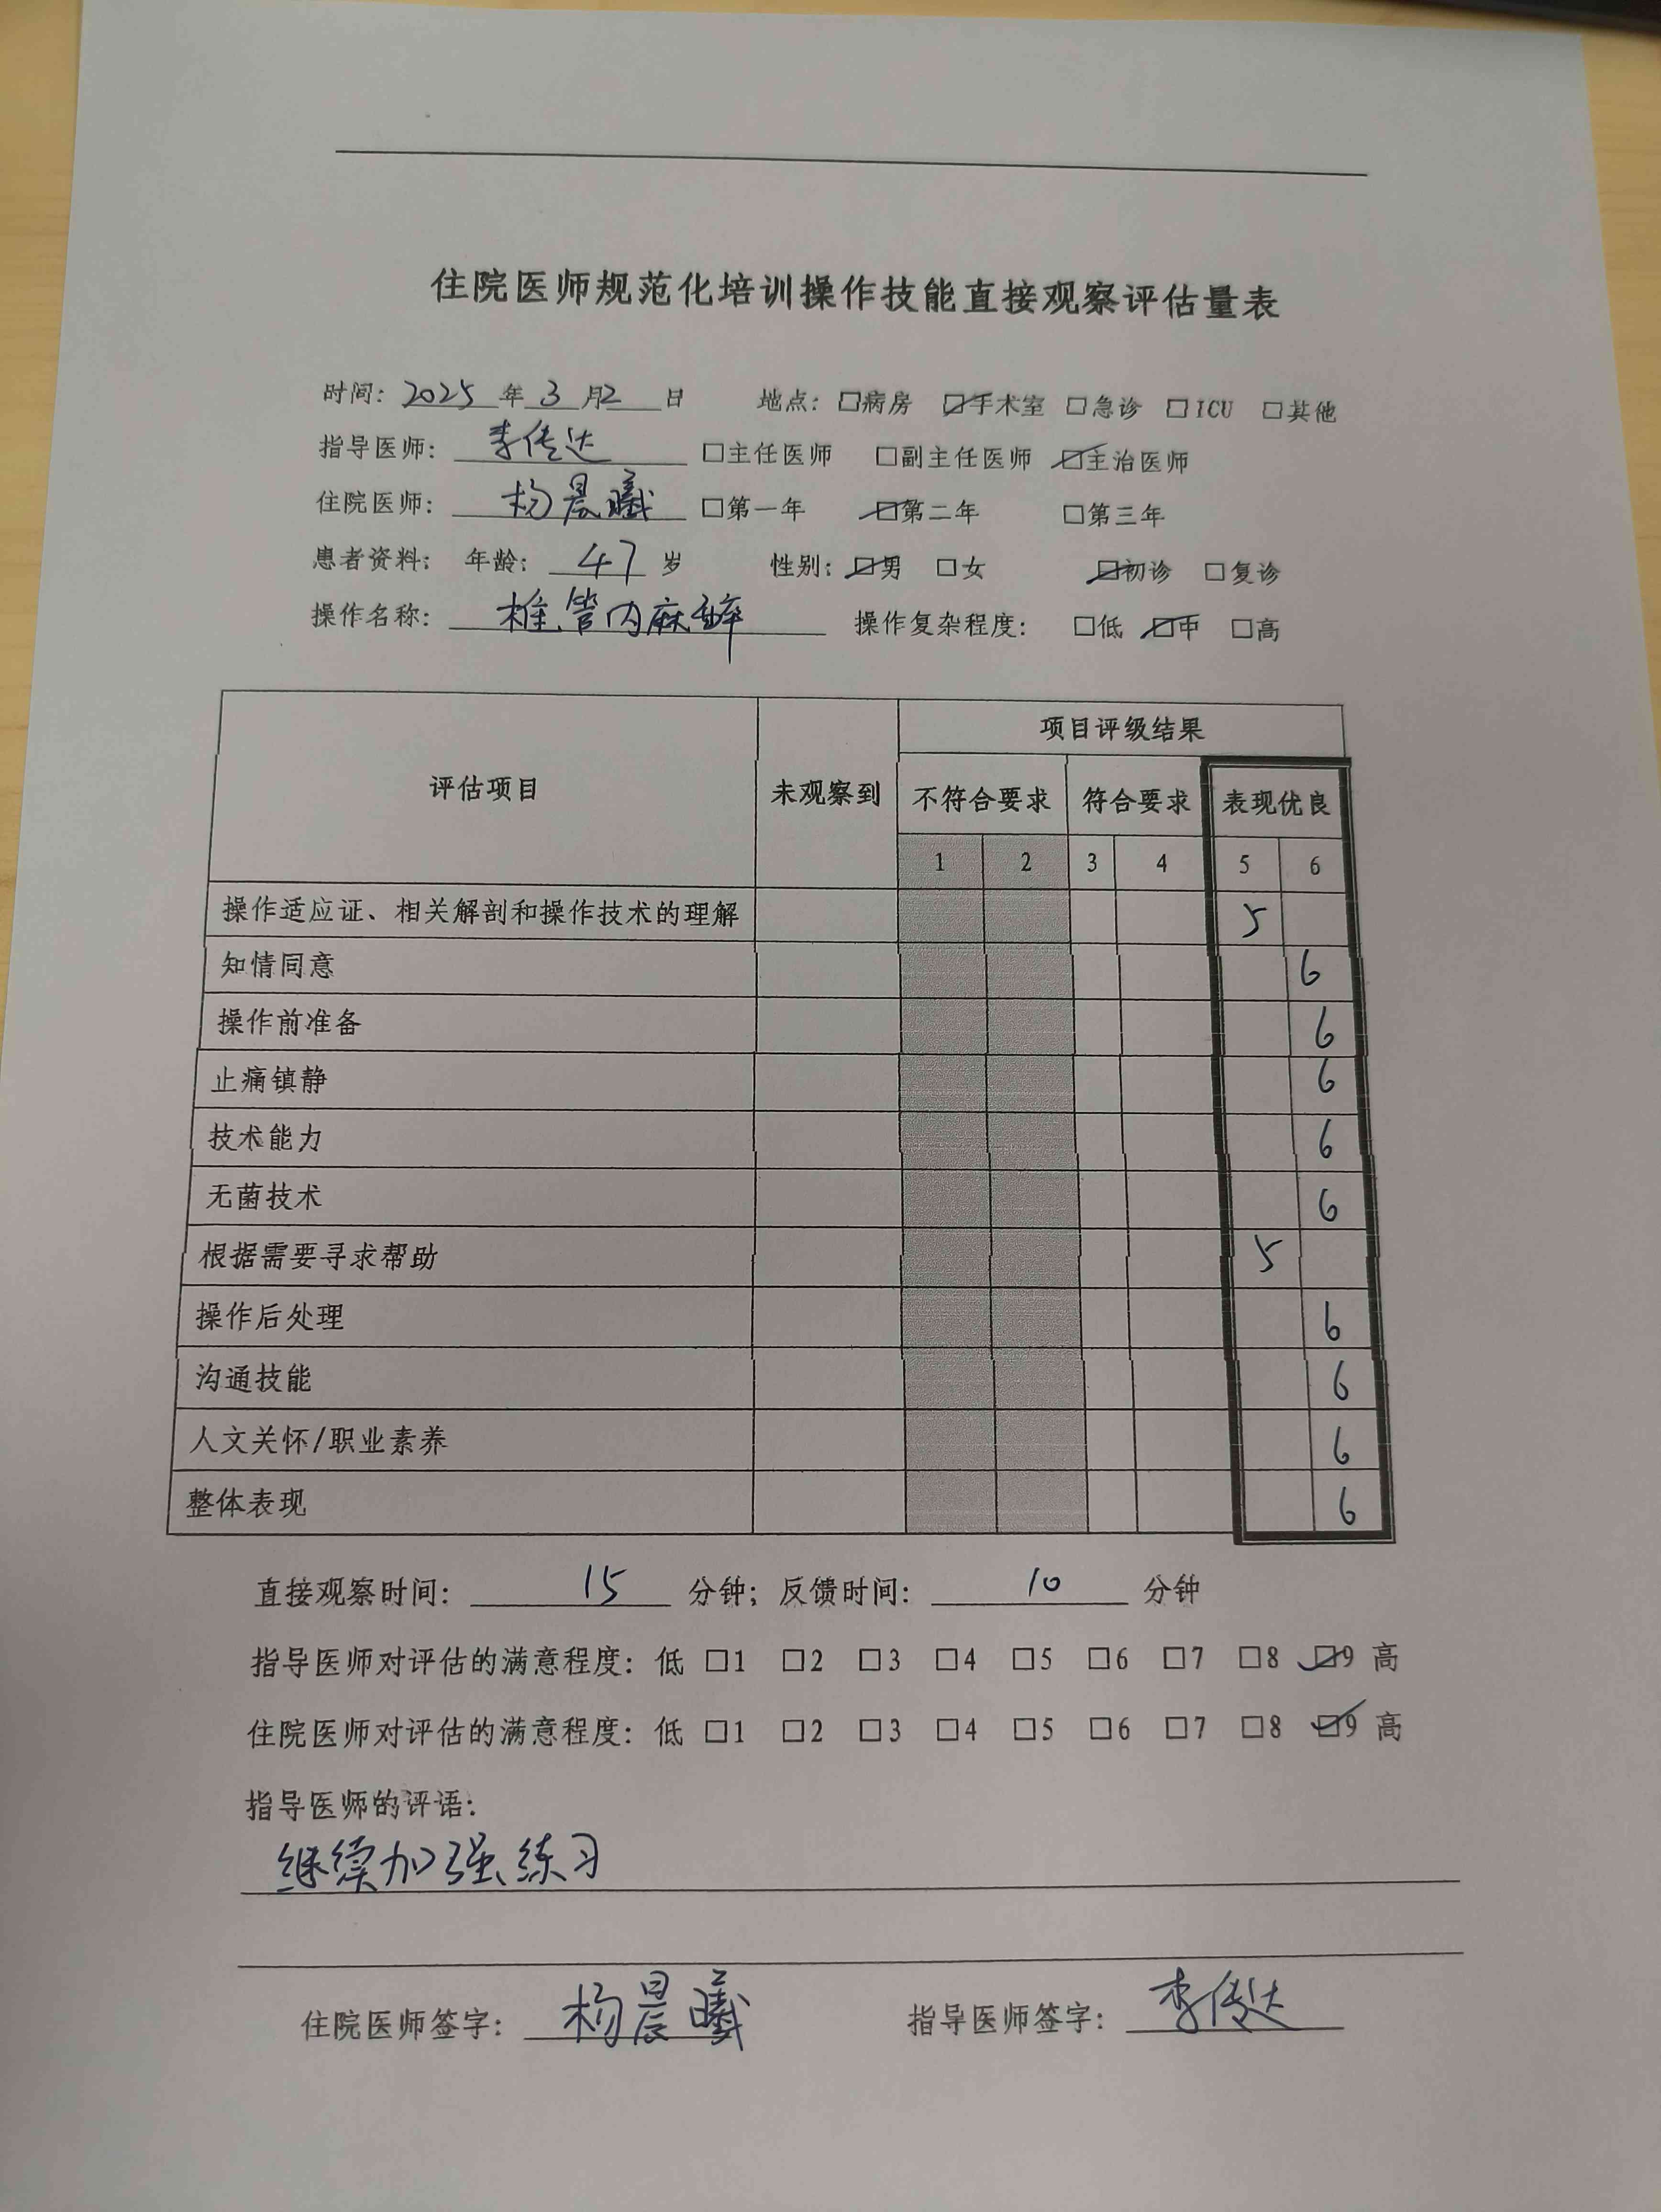 住院医师规范化培训操作技能直接观察评估量表
时间: 2025 年 3 月 2 日 地点: □病房 ☑手术室 □急诊 □ICU □其他
指导医师: 李传达 □主任医师 □副主任医师 ☑主治医师
住院医师: 杨晨曦 □第一年 ☑第二年 □第三年
患者资料: 年龄: 47 岁 性别: ☑男 □女 ☑初诊 □复诊
操作名称: 椎管内麻醉 操作复杂程度: □低 ☑中 □高
项目评级结果
评估项目 未观察到 不符合要求 符合要求 表现优良
1 2 3 4 5 6
操作适应证、相关解剖和操作技术的理解 5
知情同意 6
操作前准备 6
止痛镇静 6
技术能力 6
无菌技术 6
根据需要寻求帮助 5
操作后处理 6
沟通技能 6
人文关怀/职业素养 6
整体表现 6
直接观察时间: 15 分钟; 反馈时间: 10 分钟
指导医师对评估的满意程度: 低 □1 □2 □3 □4 □5 □6 □7 □8 ☑9 高
住院医师对评估的满意程度: 低 □1 □2 □3 □4 □5 □6 □7 □8 ☑9 高
指导医师的评语:
继续加强练习
住院医师签字: 杨晨曦 指导医师签字: 李传达